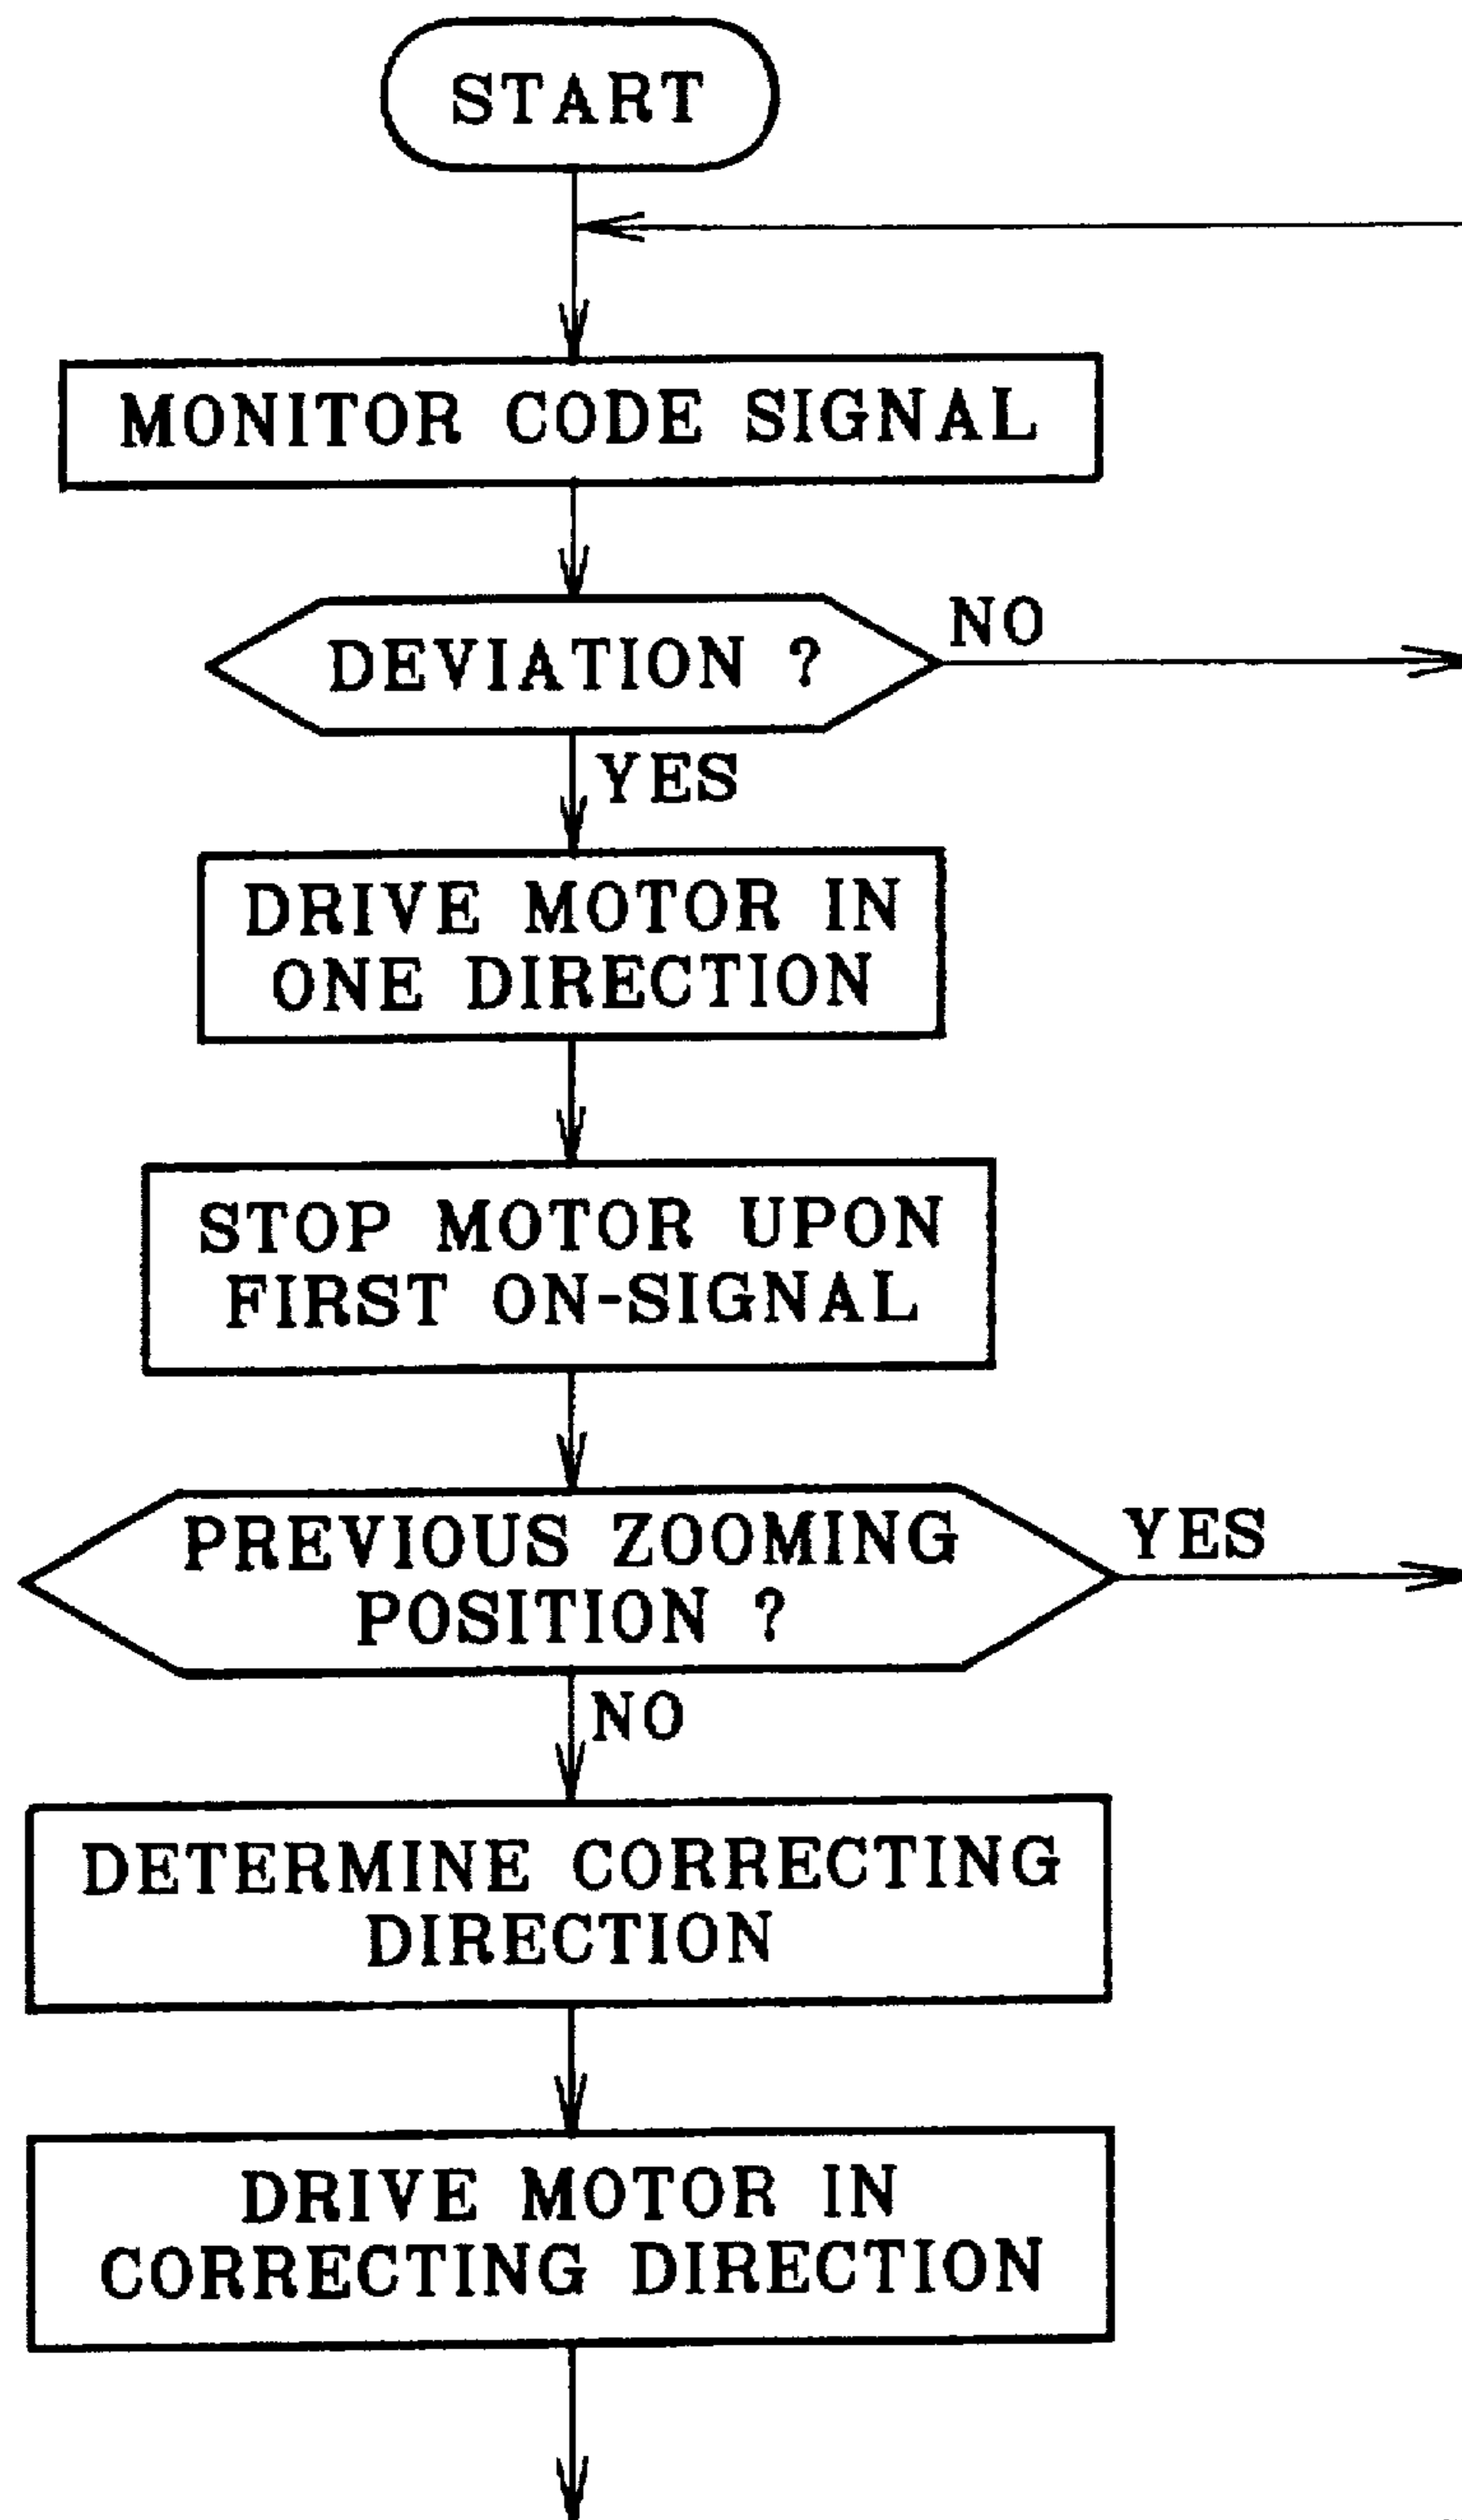 START
MONITOR CODE SIGNAL
DEVIATION ?
NO
YES
DRIVE MOTOR IN
ONE DIRECTION
STOP MOTOR UPON
FIRST ON-SIGNAL
PREVIOUS ZOOMING
POSITION ?
YES
NO
DETERMINE CORRECTING
DIRECTION
DRIVE MOTOR IN
CORRECTING DIRECTION